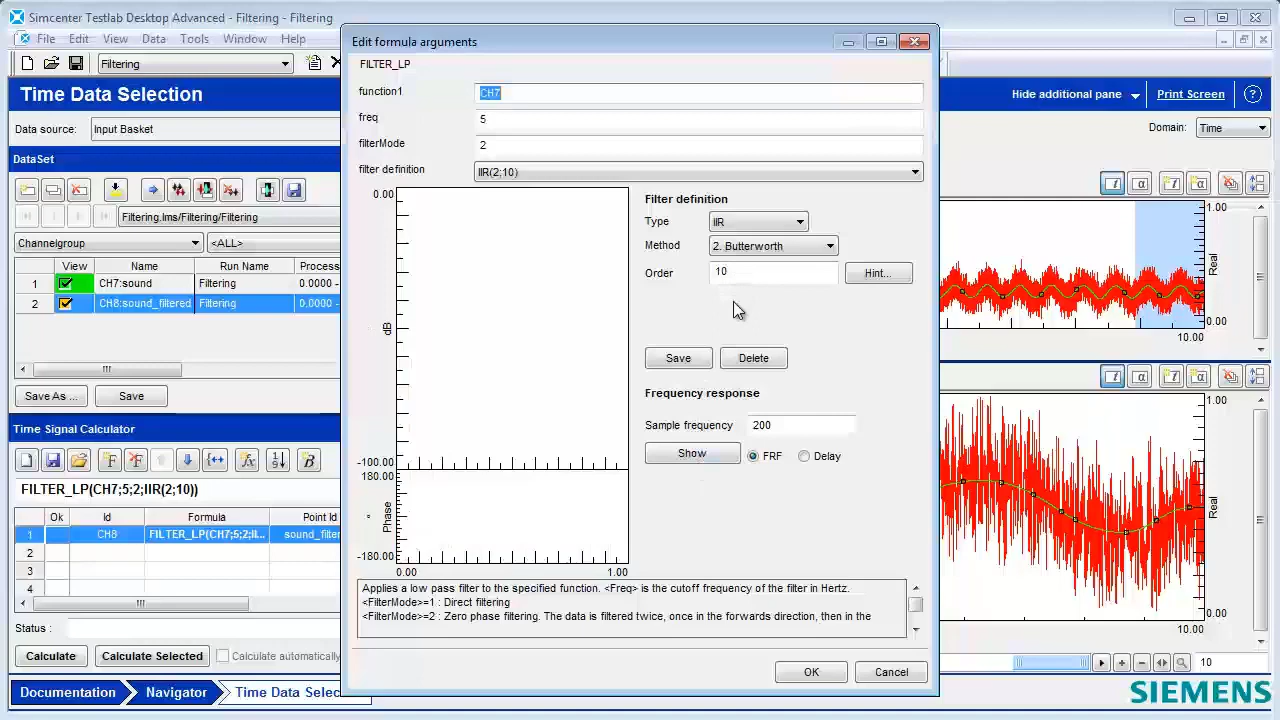 Simcenter Testlab Desktop Advanced - Filtering - Filtering
File Edit View Data Tools Window Help
Filtering
Time Data Selection
Data source: Input Basket
DataSet
Filtering.lms/Filtering/Filtering
Channelgroup <ALL>
View Name Run Name Process
1 CH7:sound Filtering 0.0000 -
2 CH8:sound_filtered Filtering 0.0000 -
Save As ... Save
Time Signal Calculator
FILTER_LP(CH7;5;2;IIR(2;10))
Ok Id Formula Point Id
1 CH8 FILTER_LP(CH7;5;2;II... sound_filter
2
3
4
Status :
Calculate Calculate Selected Calculate automatically
Documentation Navigator Time Data Selec
Edit formula arguments
FILTER_LP
function1 CH7
freq 5
filterMode 2
filter definition IIR(2;10)
0.00
dB
-100.00
180.00
°
Phase
-180.00
0.00 1.00
Filter definition
Type IIR
Method 2. Butterworth
Order 10 Hint...
Save Delete
Frequency response
Sample frequency 200
Show FRF Delay
Applies a low pass filter to the specified function. <Freq> is the cutoff frequency of the filter in Hertz.
<FilterMode>=1 : Direct filtering
<FilterMode>=2 : Zero phase filtering. The data is filtered twice, once in the forwards direction, then in the
OK Cancel
Hide additional pane Print Screen ?
Domain: Time
1.00
Real
0.00
10.00
1.00
Real
0.00
10.00
10
SIEMENS